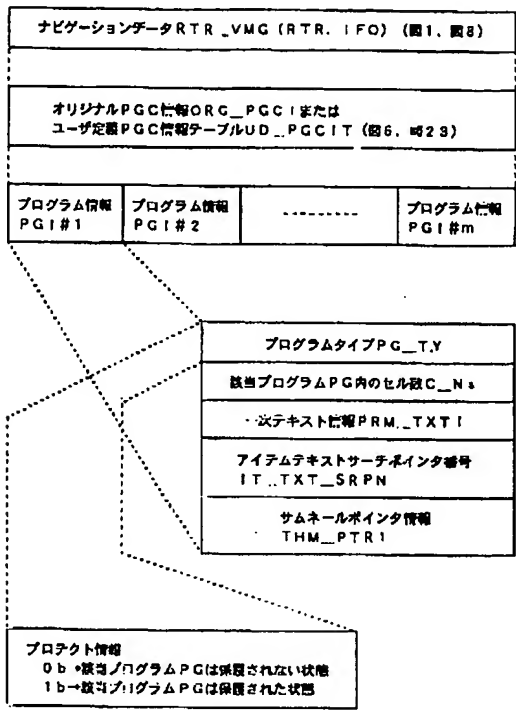 ナビゲーションデータRTR_VMG (RTR. IFO) (図1、図8)
オリジナルPGC情報ORG_PGCIまたは
ユーザ定義PGC情報テーブルUD_PGCIT (図6、図23)
プログラム情報
PGI#1
プログラム情報
PGI#2
---------
プログラム情報
PGI#m
プログラムタイプPG_TY
該当プログラムPG内のセル数C_Ns
一次テキスト情報PRM_TXTI
アイテムテキストサーチポインタ番号
IT_TXT_SRPN
サムネールポインタ情報
THM_PTRI
プロテクト情報
0b→該当プログラムPGは保護されない状態
1b→該当プログラムPGは保護された状態